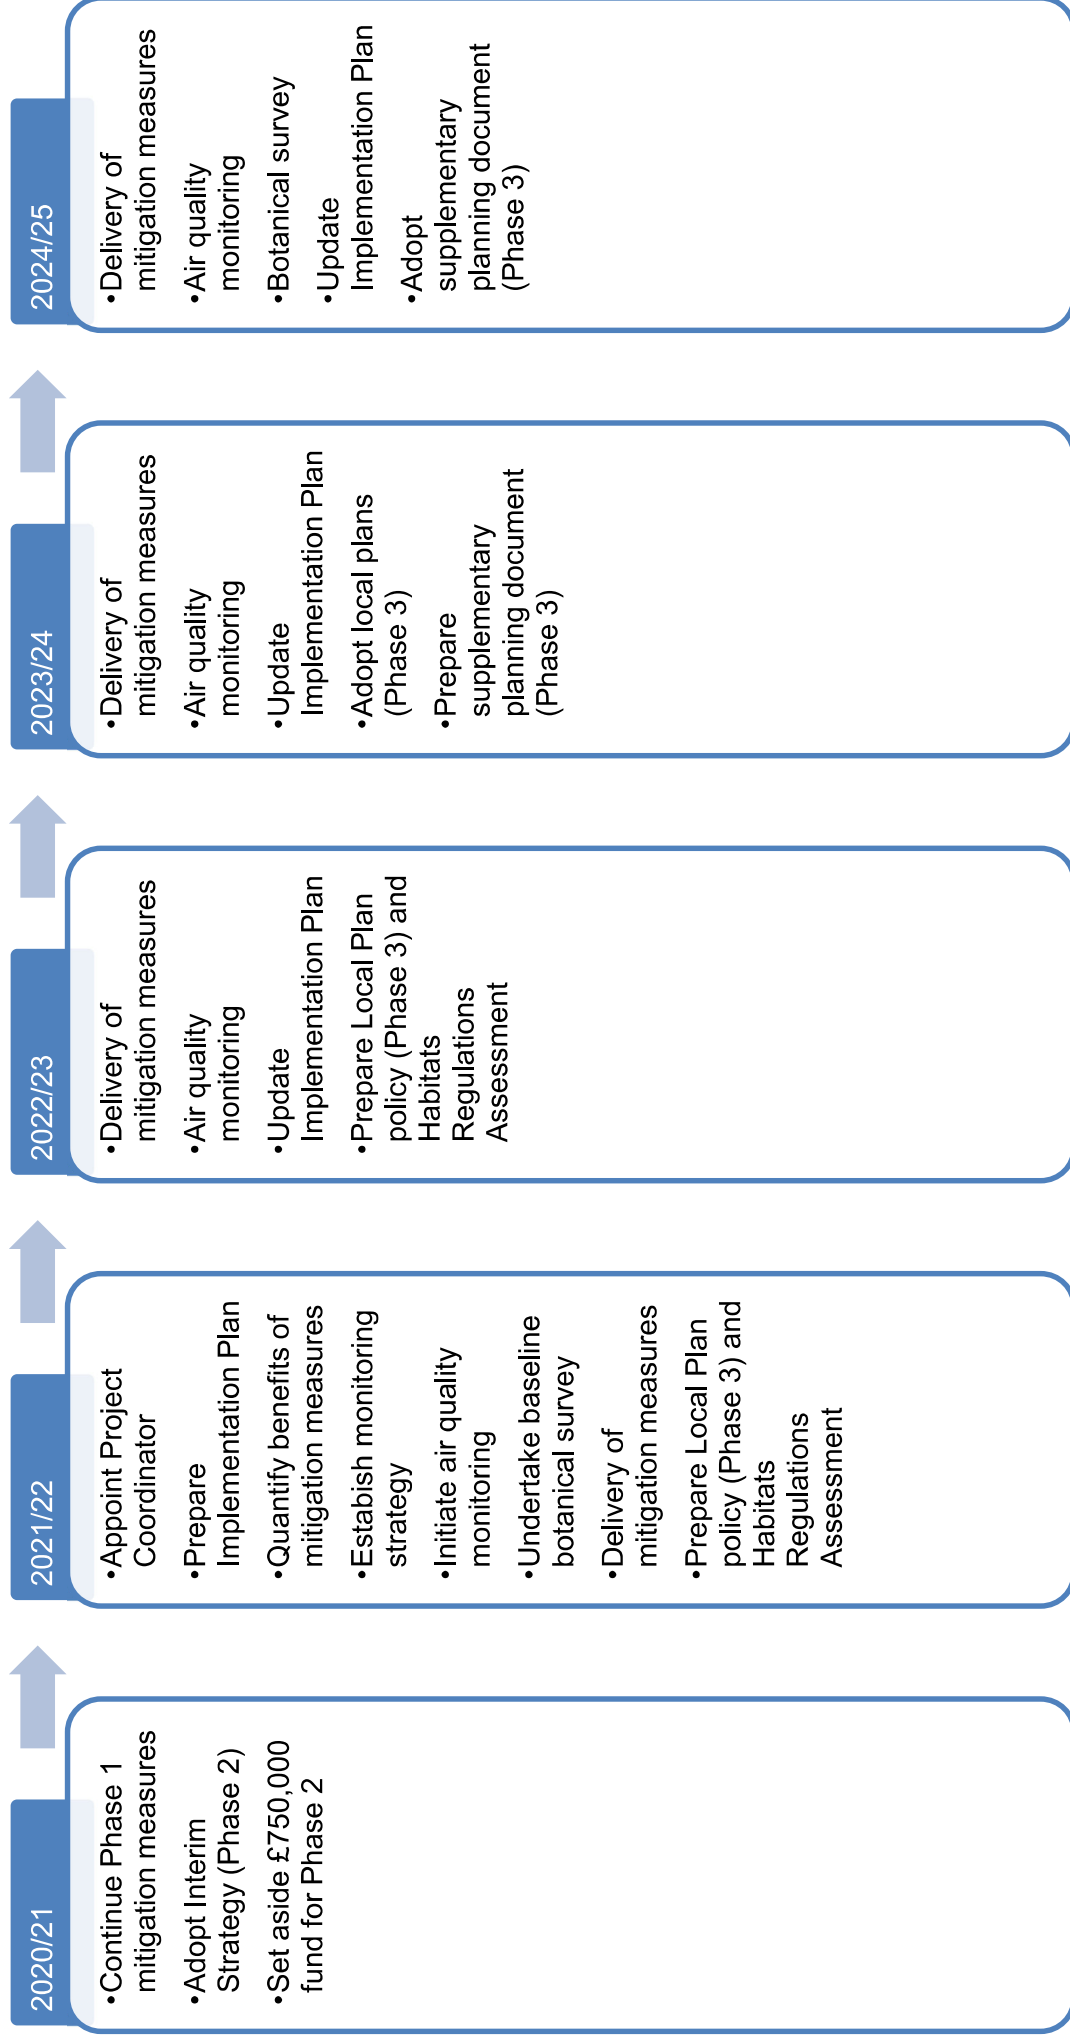 2020/21
•Continue Phase 1
mitigation measures
•Adopt Interim
Strategy (Phase 2)
•Set aside £750,000
fund for Phase 2
2021/22
•Appoint Project
Coordinator
•Prepare
Implementation Plan
•Quantify benefits of
mitigation measures
•Estabish monitoring
strategy
•Initiate air quality
monitoring
•Undertake baseline
botanical survey
•Delivery of
mitigation measures
•Prepare Local Plan
policy (Phase 3) and
Habitats
Regulations
Assessment
2022/23
•Delivery of
mitigation measures
•Air quality
monitoring
•Update
Implementation Plan
•Prepare Local Plan
policy (Phase 3) and
Habitats
Regulations
Assessment
2023/24
•Delivery of
mitigation measures
•Air quality
monitoring
•Update
Implementation Plan
•Adopt local plans
(Phase 3)
•Prepare
supplementary
planning document
(Phase 3)
2024/25
•Delivery of
mitigation measures
•Air quality
monitoring
•Botanical survey
•Update
Implementation Plan
•Adopt
supplementary
planning document
(Phase 3)